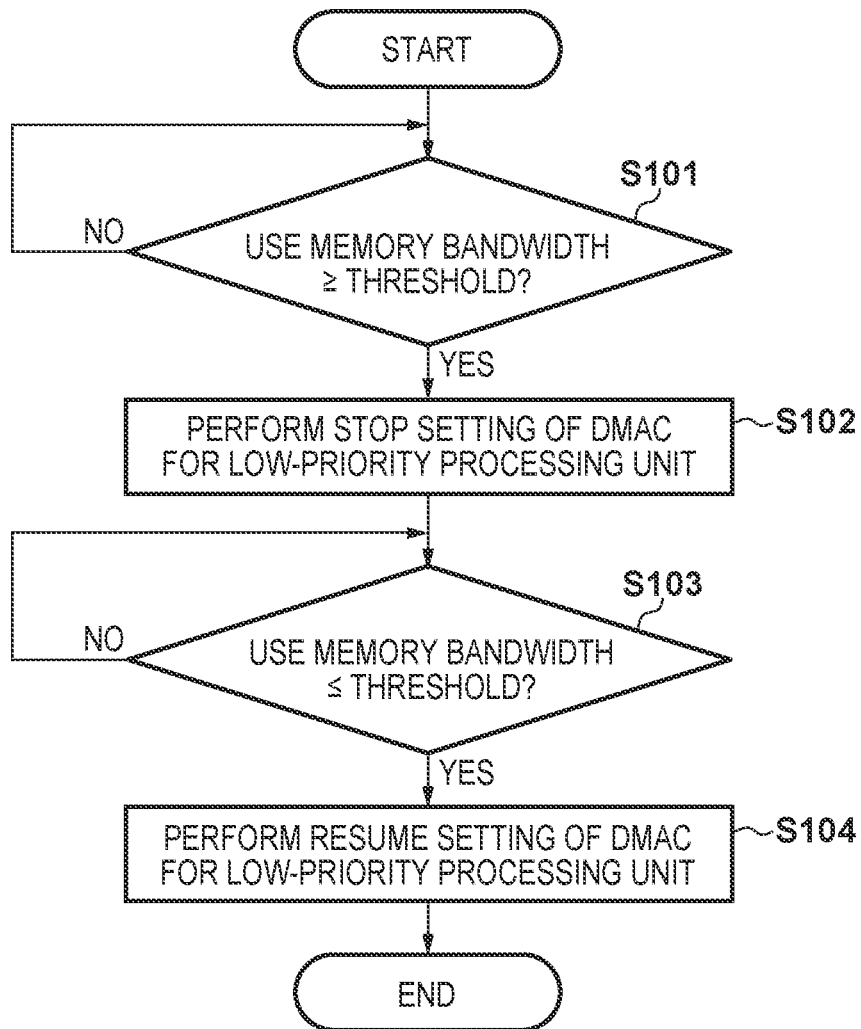 START
S101
NO
USE MEMORY BANDWIDTH
≥ THRESHOLD?
YES
PERFORM STOP SETTING OF DMAC
FOR LOW-PRIORITY PROCESSING UNIT
S102
S103
NO
USE MEMORY BANDWIDTH
≤ THRESHOLD?
YES
PERFORM RESUME SETTING OF DMAC
FOR LOW-PRIORITY PROCESSING UNIT
S104
END